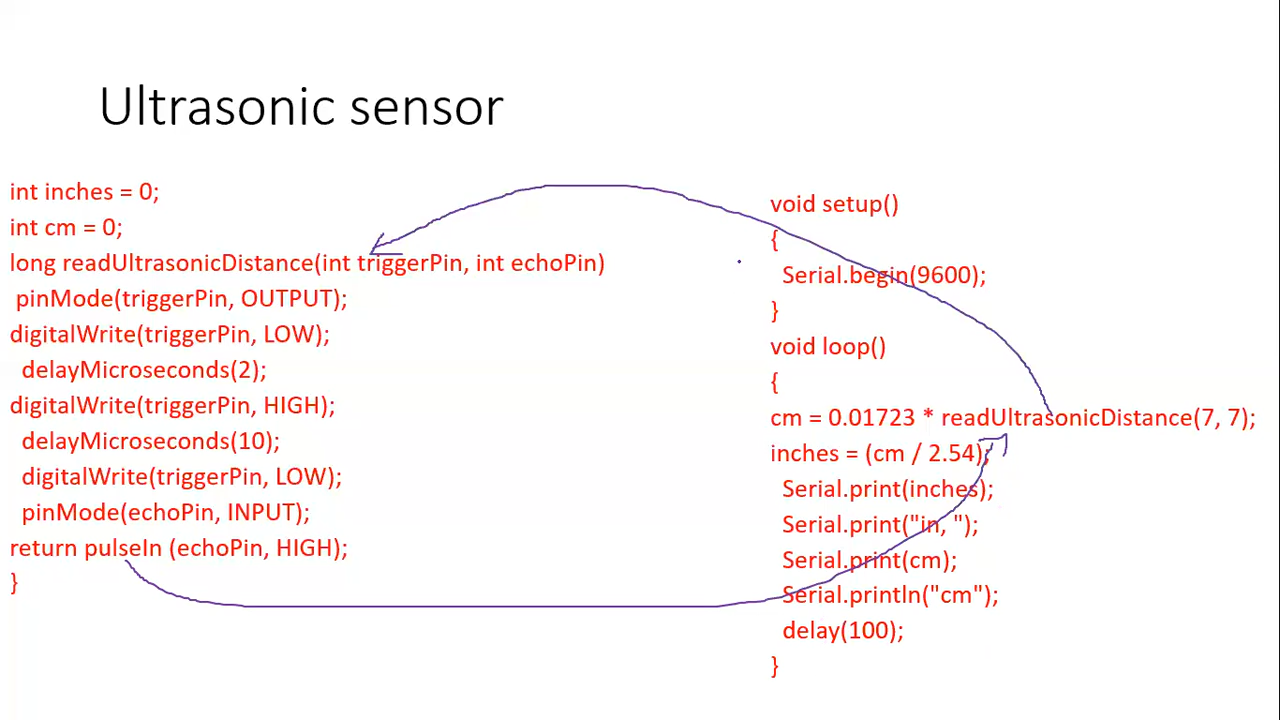 Ultrasonic sensor
int inches = 0;
int cm = 0;
long readUltrasonicDistance(int triggerPin, int echoPin)
pinMode(triggerPin, OUTPUT);
digitalWrite(triggerPin, LOW);
delayMicroseconds(2);
digitalWrite(triggerPin, HIGH);
delayMicroseconds(10);
digitalWrite(triggerPin, LOW);
pinMode(echoPin, INPUT);
return pulseIn (echoPin, HIGH);
}
void setup()
{
Serial.begin(9600);
}
void loop()
{
cm = 0.01723 * readUltrasonicDistance(7, 7);
inches = (cm / 2.54);
Serial.print(inches);
Serial.print("in, ");
Serial.print(cm);
Serial.println("cm");
delay(100);
}